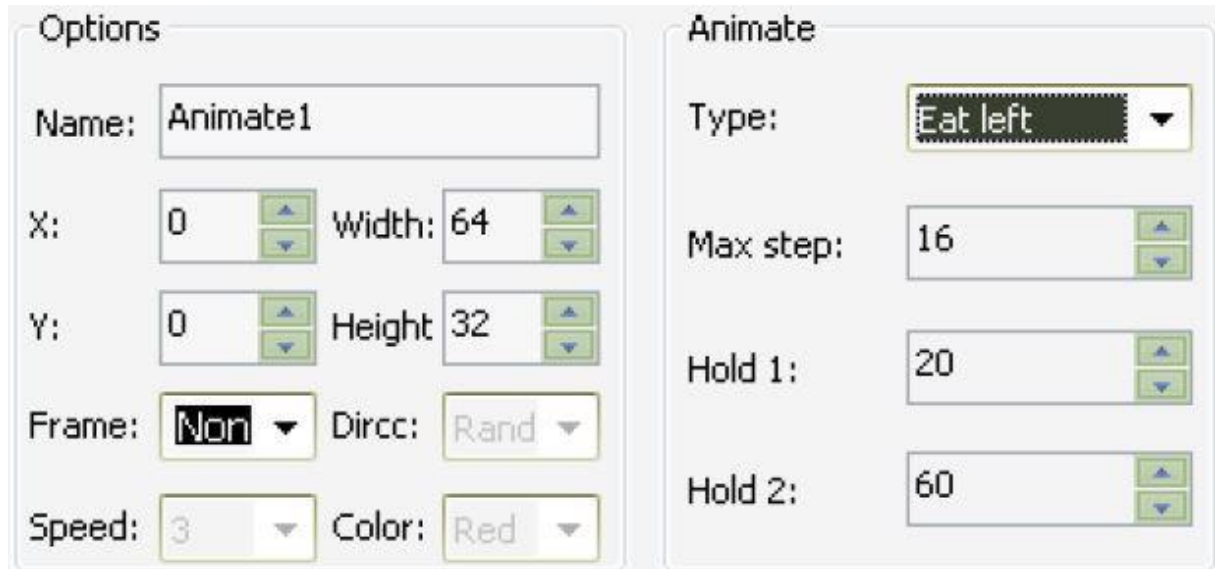 Options
Name: Animate1
X: 0 Width: 64
Y: 0 Height 32
Frame: Non Dircc: Rand
Speed: 3 Color: Red
Animate
Type: Eat left
Max step: 16
Hold 1: 20
Hold 2: 60